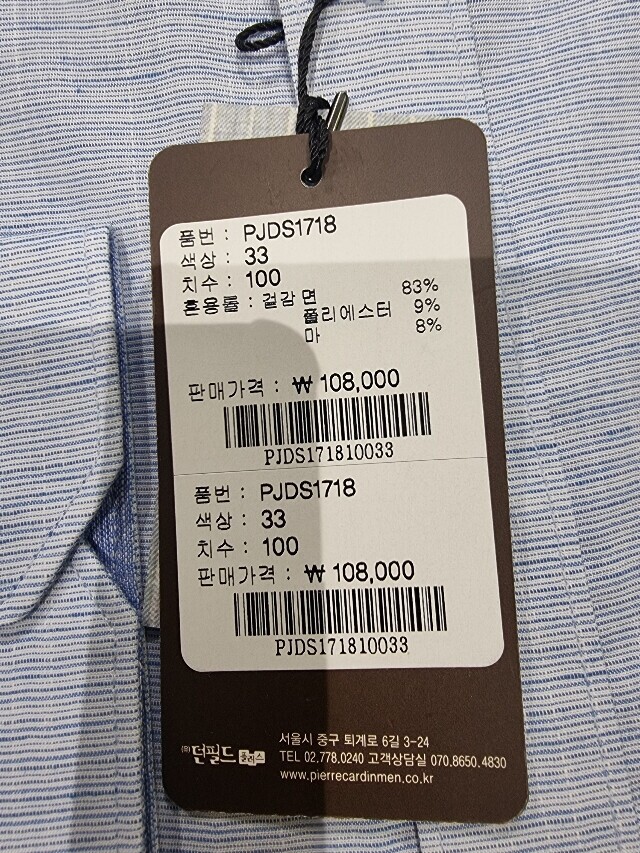 품번 : PJDS1718
색상 : 33
치수 : 100
혼용률 : 겉감 면 83%
폴리에스터 9%
마 8%
판매가격 : ₩ 108,000
PJDS171810033
품번 : PJDS1718
색상 : 33
치수 : 100
판매가격 : ₩ 108,000
PJDS171810033
서울시 중구 퇴계로 6길 3-24
(주)던필드플러스 TEL 02.778.0240 고객상담실 070.8650.4830
www.pierrecardinmen.co.kr